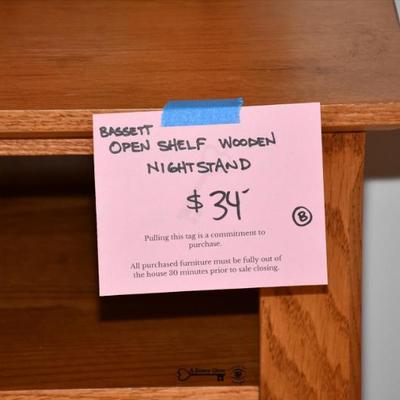 BASSETT
OPEN SHELF WOODEN
NIGHTSTAND
$34-
B
Pulling this tag is a commitment to
purchase.
All purchased furniture must be fully out of
the house 30 minutes prior to sale closing.